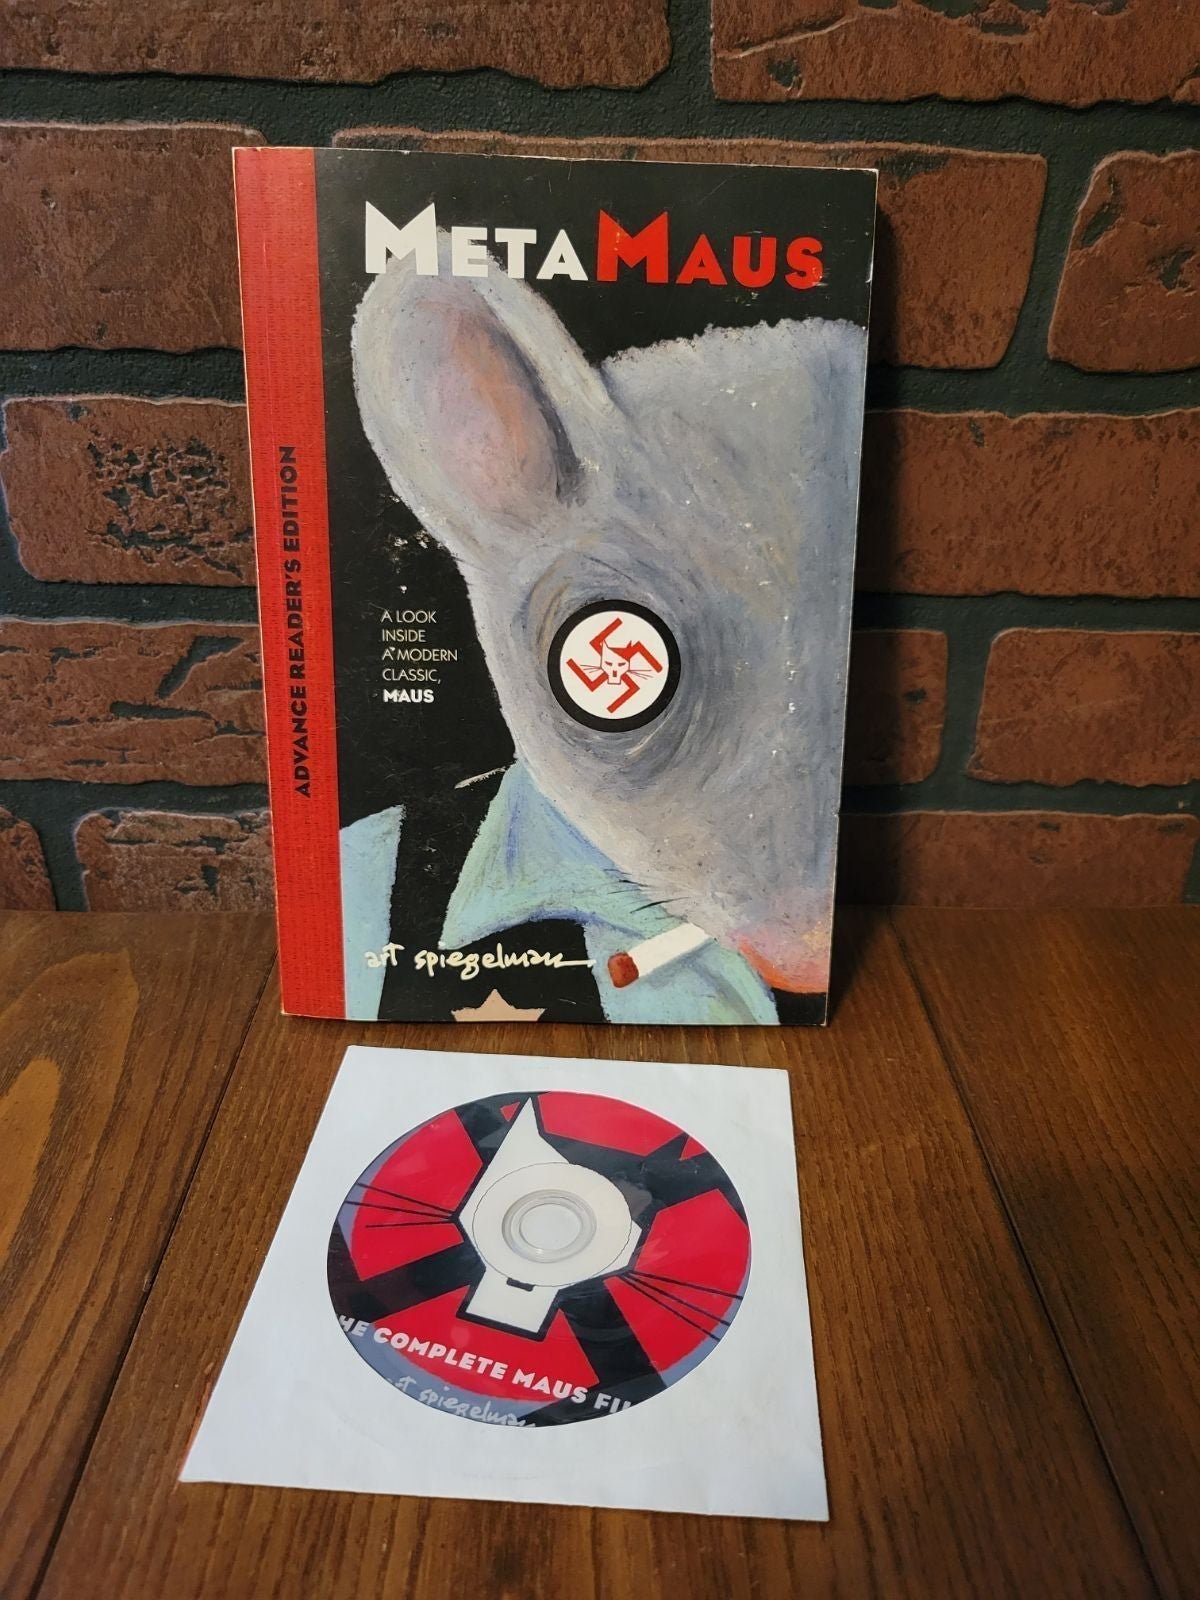 METAMAUS
ADVANCE READER'S EDITION
A LOOK
INSIDE
A MODERN
CLASSIC,
MAUS
art spiegelman
HE COMPLETE MAUS FI
art spiegelman